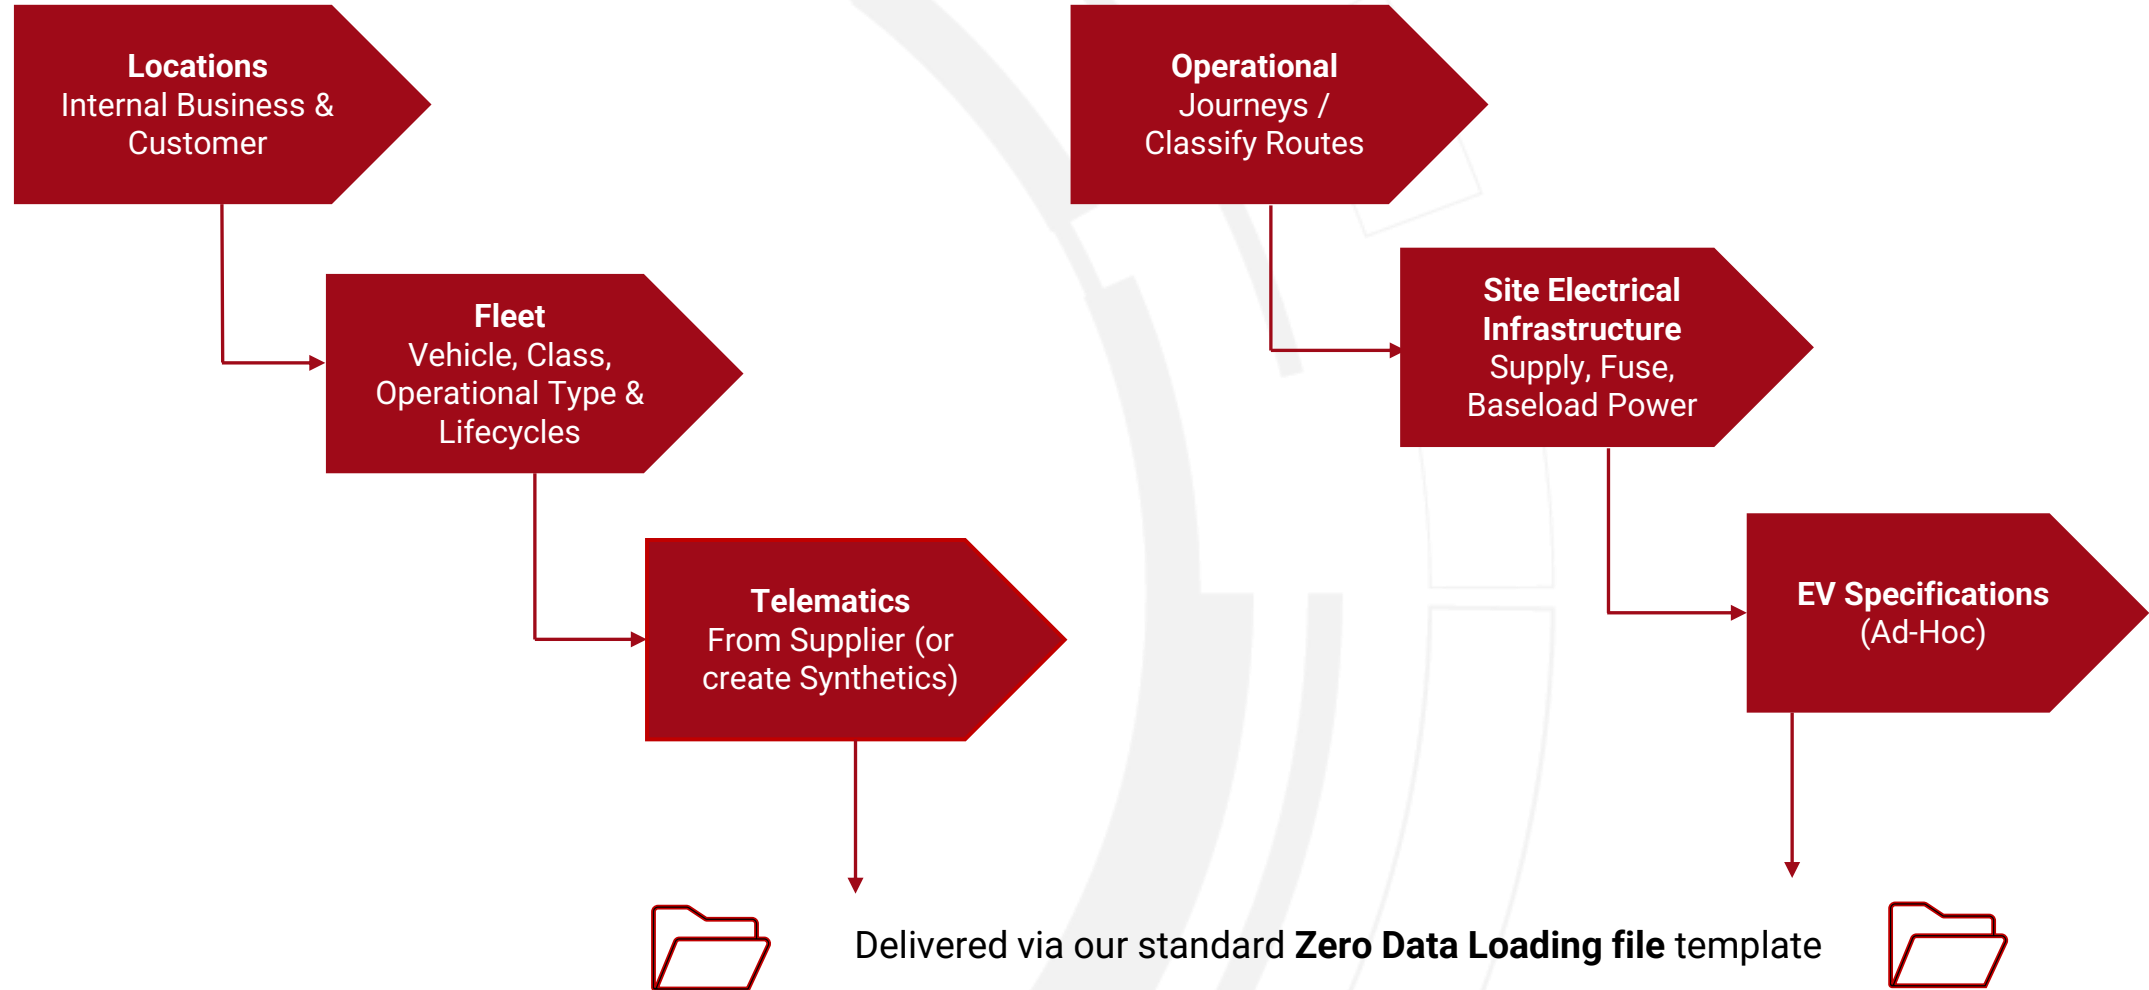 Locations
Internal Business &
Customer
Fleet
Vehicle, Class,
Operational Type &
Lifecycles
Telematics
From Supplier (or
create Synthetics)
Operational
Journeys /
Classify Routes
Site Electrical
Infrastructure
Supply, Fuse,
Baseload Power
EV Specifications
(Ad-Hoc)
Delivered via our standard Zero Data Loading file template